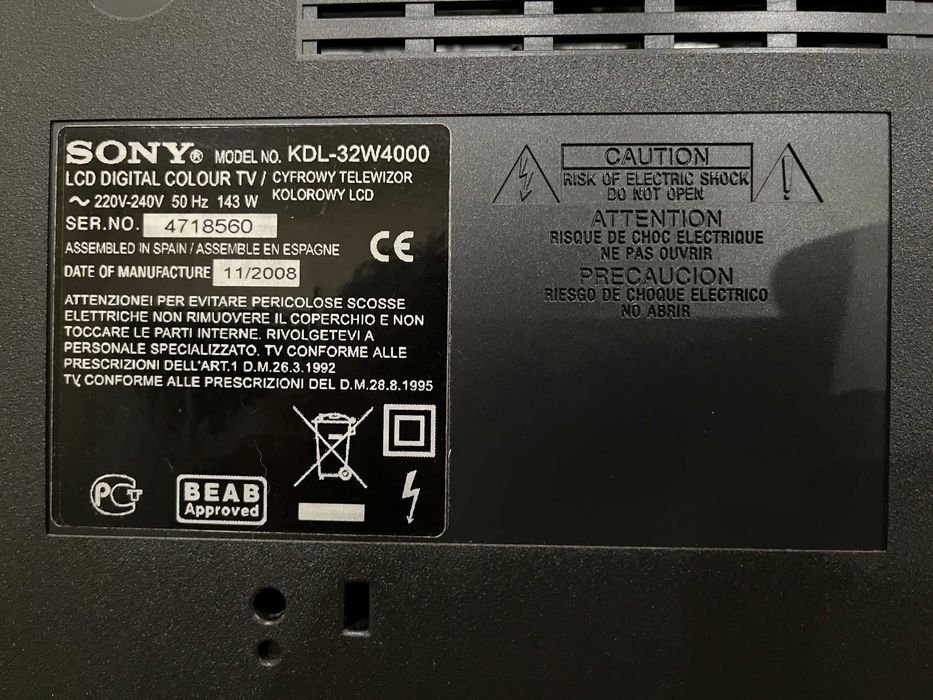 SONY® MODEL NO. KDL-32W4000
LCD DIGITAL COLOUR TV / CYFROWY TELEWIZOR
KOLOROWY LCD
~ 220V-240V 50 Hz 143 W
SER.NO. 4718560
ASSEMBLED IN SPAIN / ASSEMBLE EN ESPAGNE
CE
DATE OF MANUFACTURE 11/2008
ATTENZIONEI PER EVITARE PERICOLOSE SCOSSE
ELETTRICHE NON RIMUOVERE IL COPERCHIO E NON
TOCCARE LE PARTI INTERNE. RIVOLGETEVI A
PERSONALE SPECIALIZZATO. TV CONFORME ALLE
PRESCRIZIONI DELL'ART.1 D.M.26.3.1992
TV CONFORME ALLE PRESCRIZIONI DEL D.M.28.8.1995
PCT
BEAB
Approved
CAUTION
RISK OF ELECTRIC SHOCK
DO NOT OPEN
ATTENTION
RISQUE DE CHOC ELECTRIQUE
NE PAS OUVRIR
PRECAUCION
RIESGO DE CHOQUE ELECTRICO
NO ABRIR